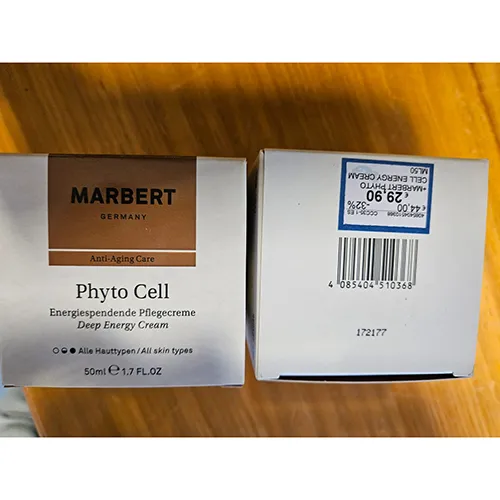 MARBERT
GERMANY
Anti-Aging Care
Phyto Cell
Energiespendende Pflegecreme
Deep Energy Cream
Alle Hauttypen / All skin types
50ml ℮ 1.7 FL.OZ
4085404510368
€ 44,00 -32%
€ 29,90
+MARBERT PHYTO
CELL ENERGY CREAM
ML50
4 085404 510368
172177